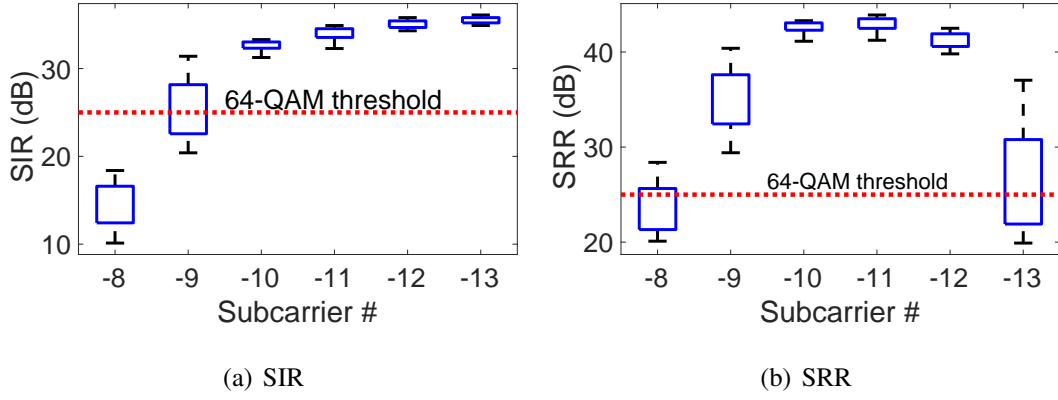 30
20
10
SIR (dB)
64-QAM threshold
-8 -9 -10 -11 -12 -13
Subcarrier #
(a) SIR
40
30
20
SRR (dB)
64-QAM threshold
-8 -9 -10 -11 -12 -13
Subcarrier #
(b) SRR